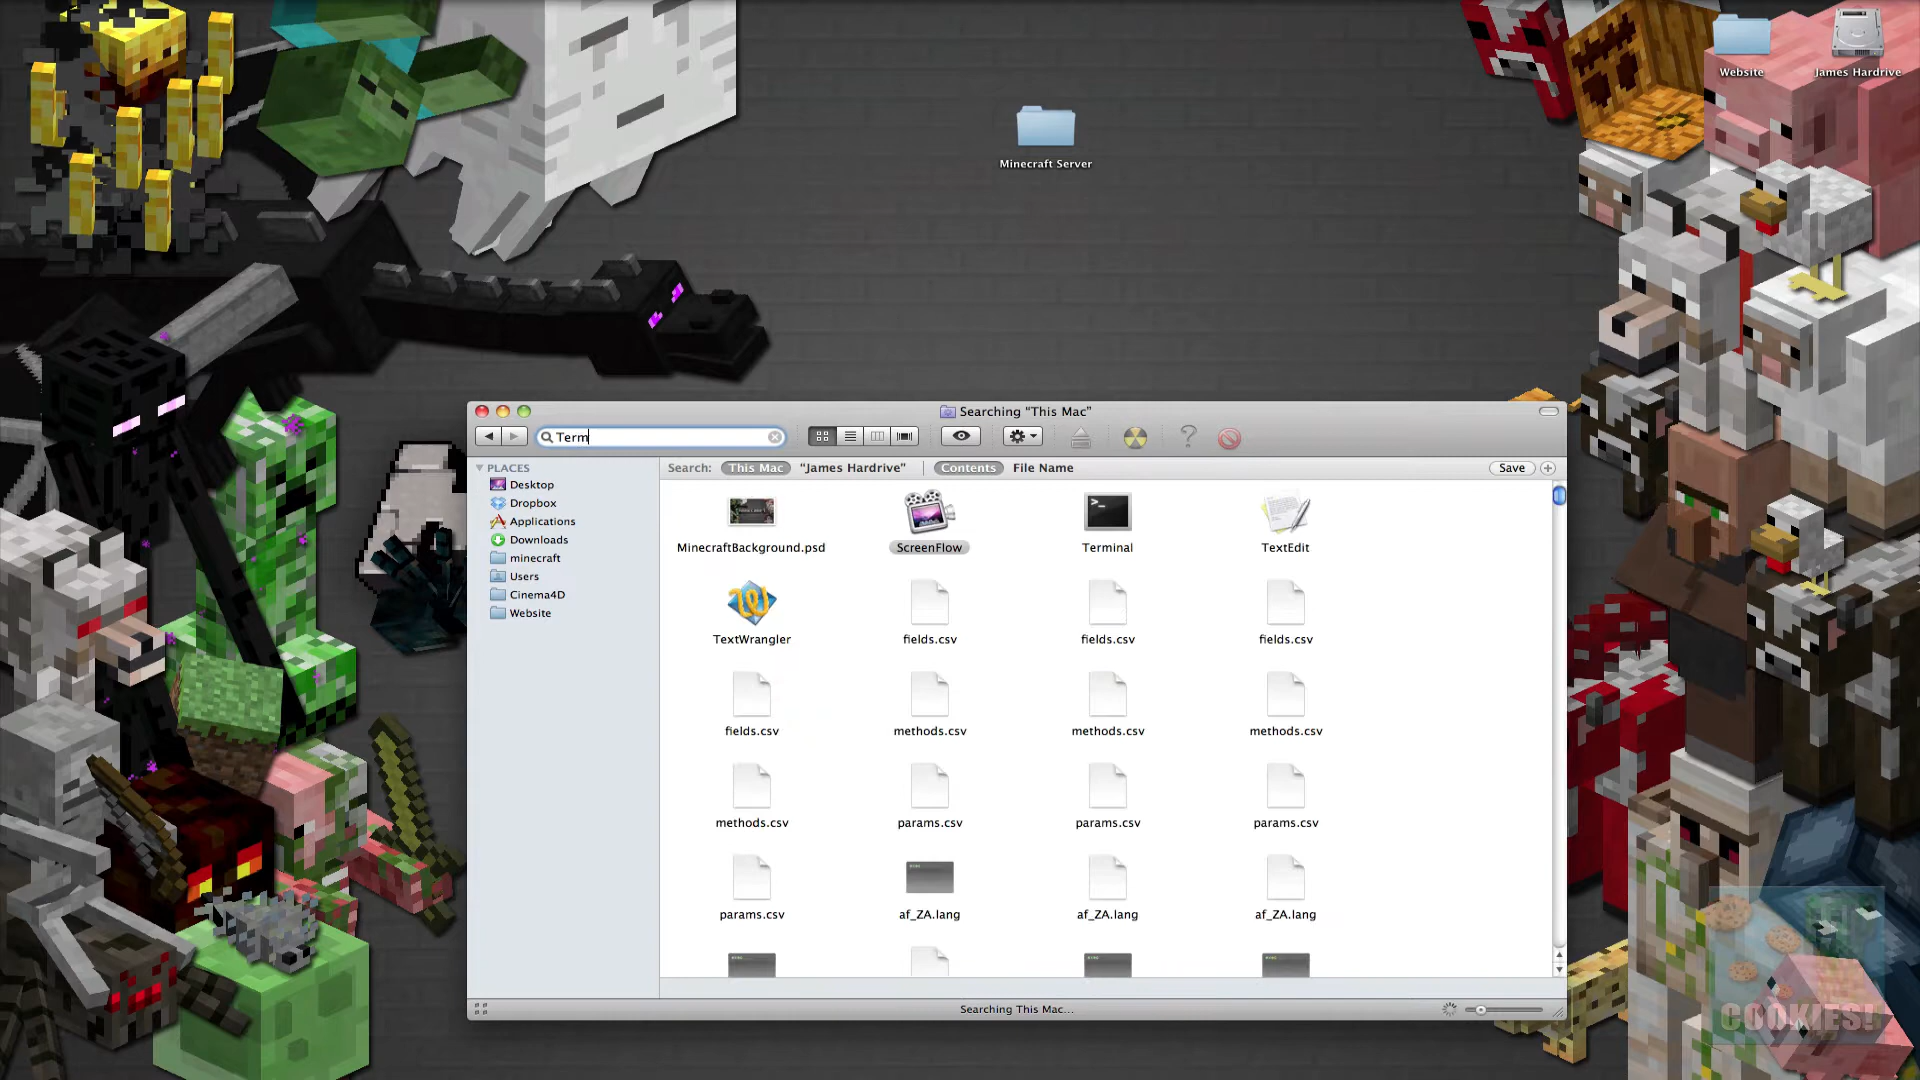 Website
James Hardrive
Minecraft Server
Searching "This Mac"
Term
Search: This Mac "James Hardrive" Contents File Name Save
PLACES
Desktop
Dropbox
Applications
Downloads
minecraft
Users
Cinema4D
Website
MinecraftBackground.psd ScreenFlow Terminal TextEdit
TextWrangler fields.csv fields.csv fields.csv
fields.csv methods.csv methods.csv methods.csv
methods.csv params.csv params.csv params.csv
params.csv af_ZA.lang af_ZA.lang af_ZA.lang
Searching This Mac...
COOKIES!